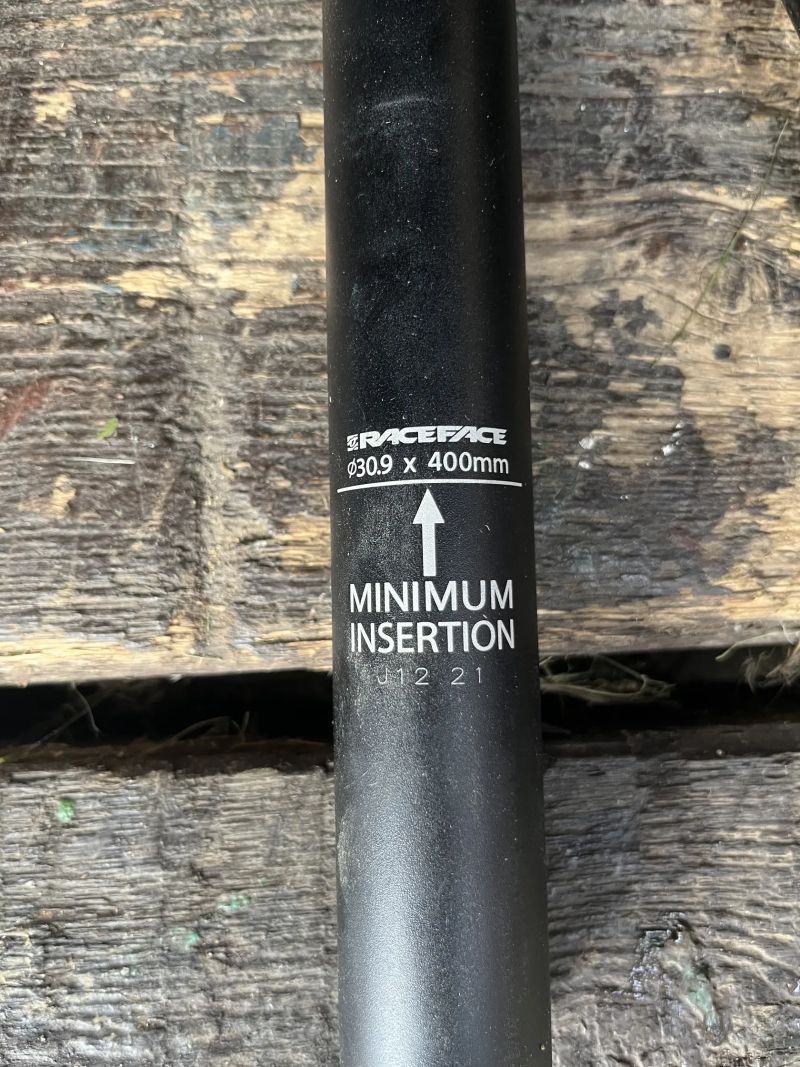 RACEFACE
Ø30.9 x 400mm
MINIMUM
INSERTION
J12 21